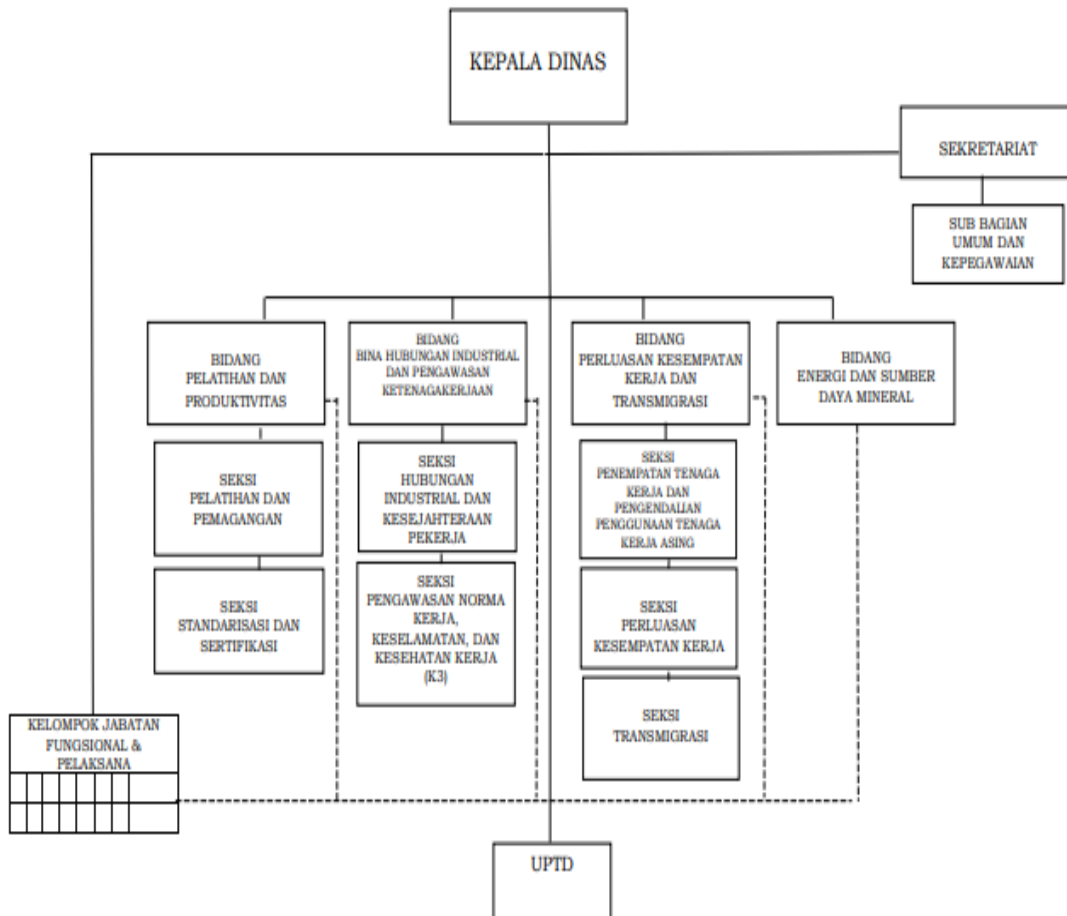 KEPALA DINAS
SEKRETARIAT
SUB BAGIAN
UMUM DAN
KEPEGAWAIAN
BIDANG
PELATIHAN DAN
PRODUKTIVITAS
BIDANG
BINA HUBUNGAN INDUSTRIAL
DAN PENGAWASAN
KETENAGAKERJAAN
BIDANG
PERLUASAN KESEMPATAN
KERJA DAN
TRANSMIGRASI
BIDANG
ENERGI DAN SUMBER
DAYA MINERAL
SEKSI
PELATIHAN DAN
PEMAGANGAN
SEKSI
HUBUNGAN
INDUSTRIAL DAN
KESEJAHTERAAN
PEKERJA
SEKSI
PENEMPATAN TENAGA
KERJA DAN
PENGENDALIAN
PENGGUNAAN TENAGA
KERJA ASING
SEKSI
STANDARISASI DAN
SERTIFIKASI
SEKSI
PENGAWASAN NORMA
KERJA,
KESELAMATAN, DAN
KESEHATAN KERJA
(K3)
SEKSI
PERLUASAN
KESEMPATAN KERJA
SEKSI
TRANSMIGRASI
KELOMPOK JABATAN
FUNGSIONAL &
PELAKSANA
UPTD